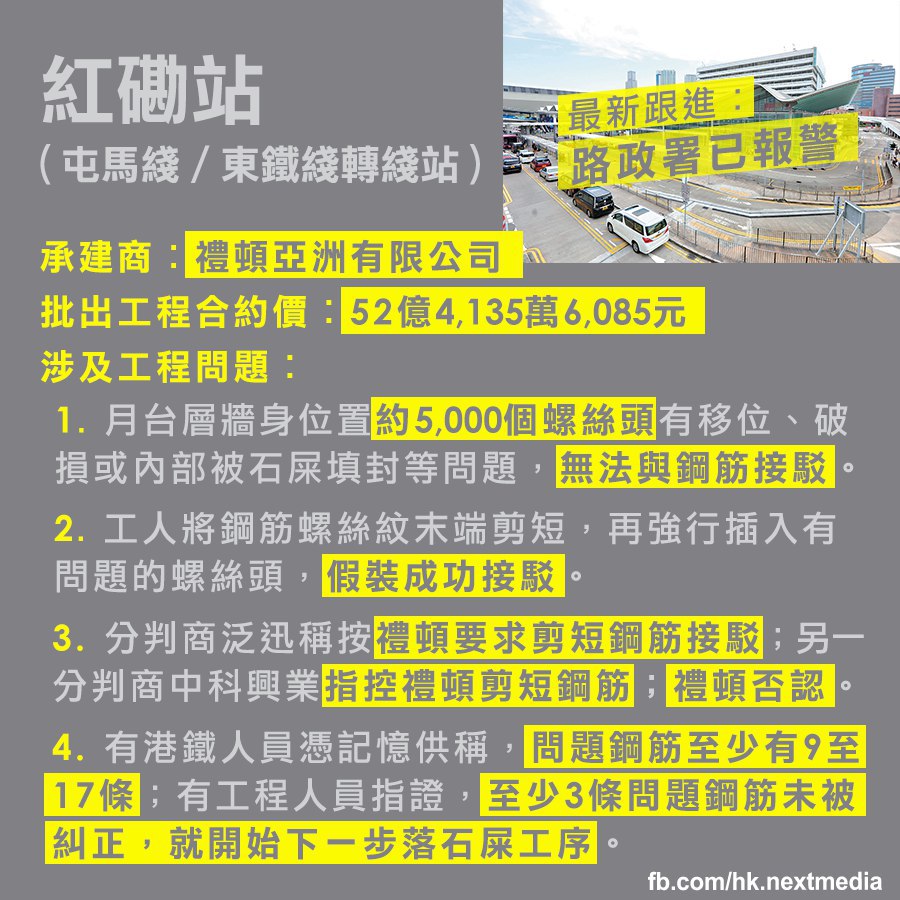 紅磡站
(屯馬綫/東鐵綫轉綫站)
最新跟進：
路政署已報警
承建商：禮頓亞洲有限公司
批出工程合約價：52億4,135萬6,085元
涉及工程問題：
1. 月台層牆身位置約5,000個螺絲頭有移位、破
損或內部被石屎填封等問題，無法與鋼筋接駁。
2. 工人將鋼筋螺絲紋末端剪短，再強行插入有
問題的螺絲頭，假裝成功接駁。
3. 分判商泛迅稱按禮頓要求剪短鋼筋接駁；另一
分判商中科興業指控禮頓剪短鋼筋；禮頓否認。
4. 有港鐵人員憑記憶供稱，問題鋼筋至少有9至
17條；有工程人員指證，至少3條問題鋼筋未被
糾正，就開始下一步落石屎工序。
fb.com/hk.nextmedia